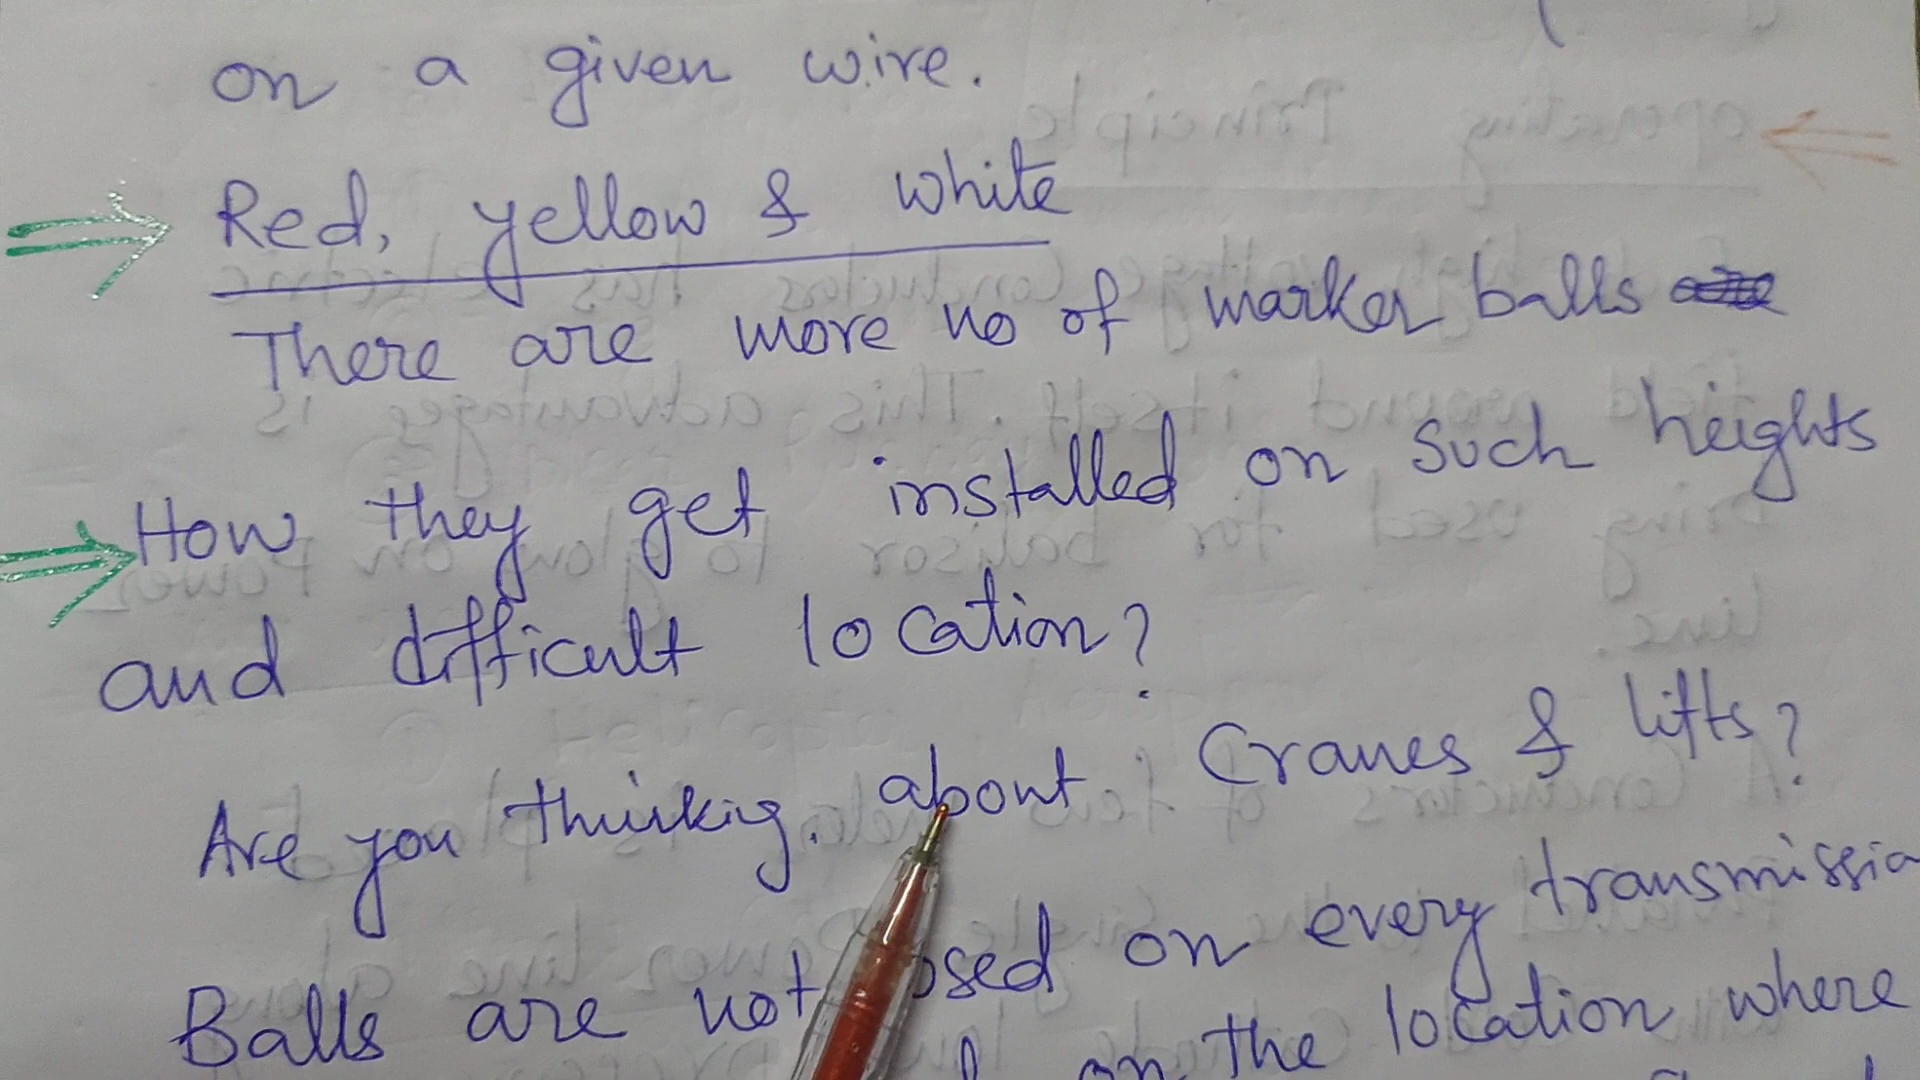 on a given wire.
Red, yellow & white
There are more no of marker balls
How they get installed on such heights
and difficult location?
Are you thinkig. about Cranes & lifts?
Balls are not used on every transmissio
on the location where